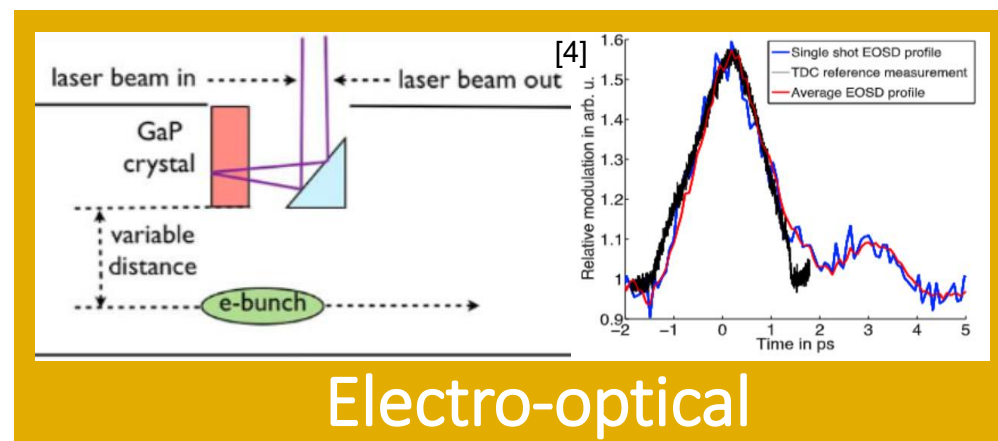 laser beam in
laser beam out
GaP
crystal
variable
distance
e-bunch
[4]
Relative modulation in arb. u.
1.6
1.5
1.4
1.3
1.2
1.1
1
0.9
-2
-1
0
1
2
3
4
5
Time in ps
Single shot EOSD profile
TDC reference measurement
Average EOSD profile
Electro-optical